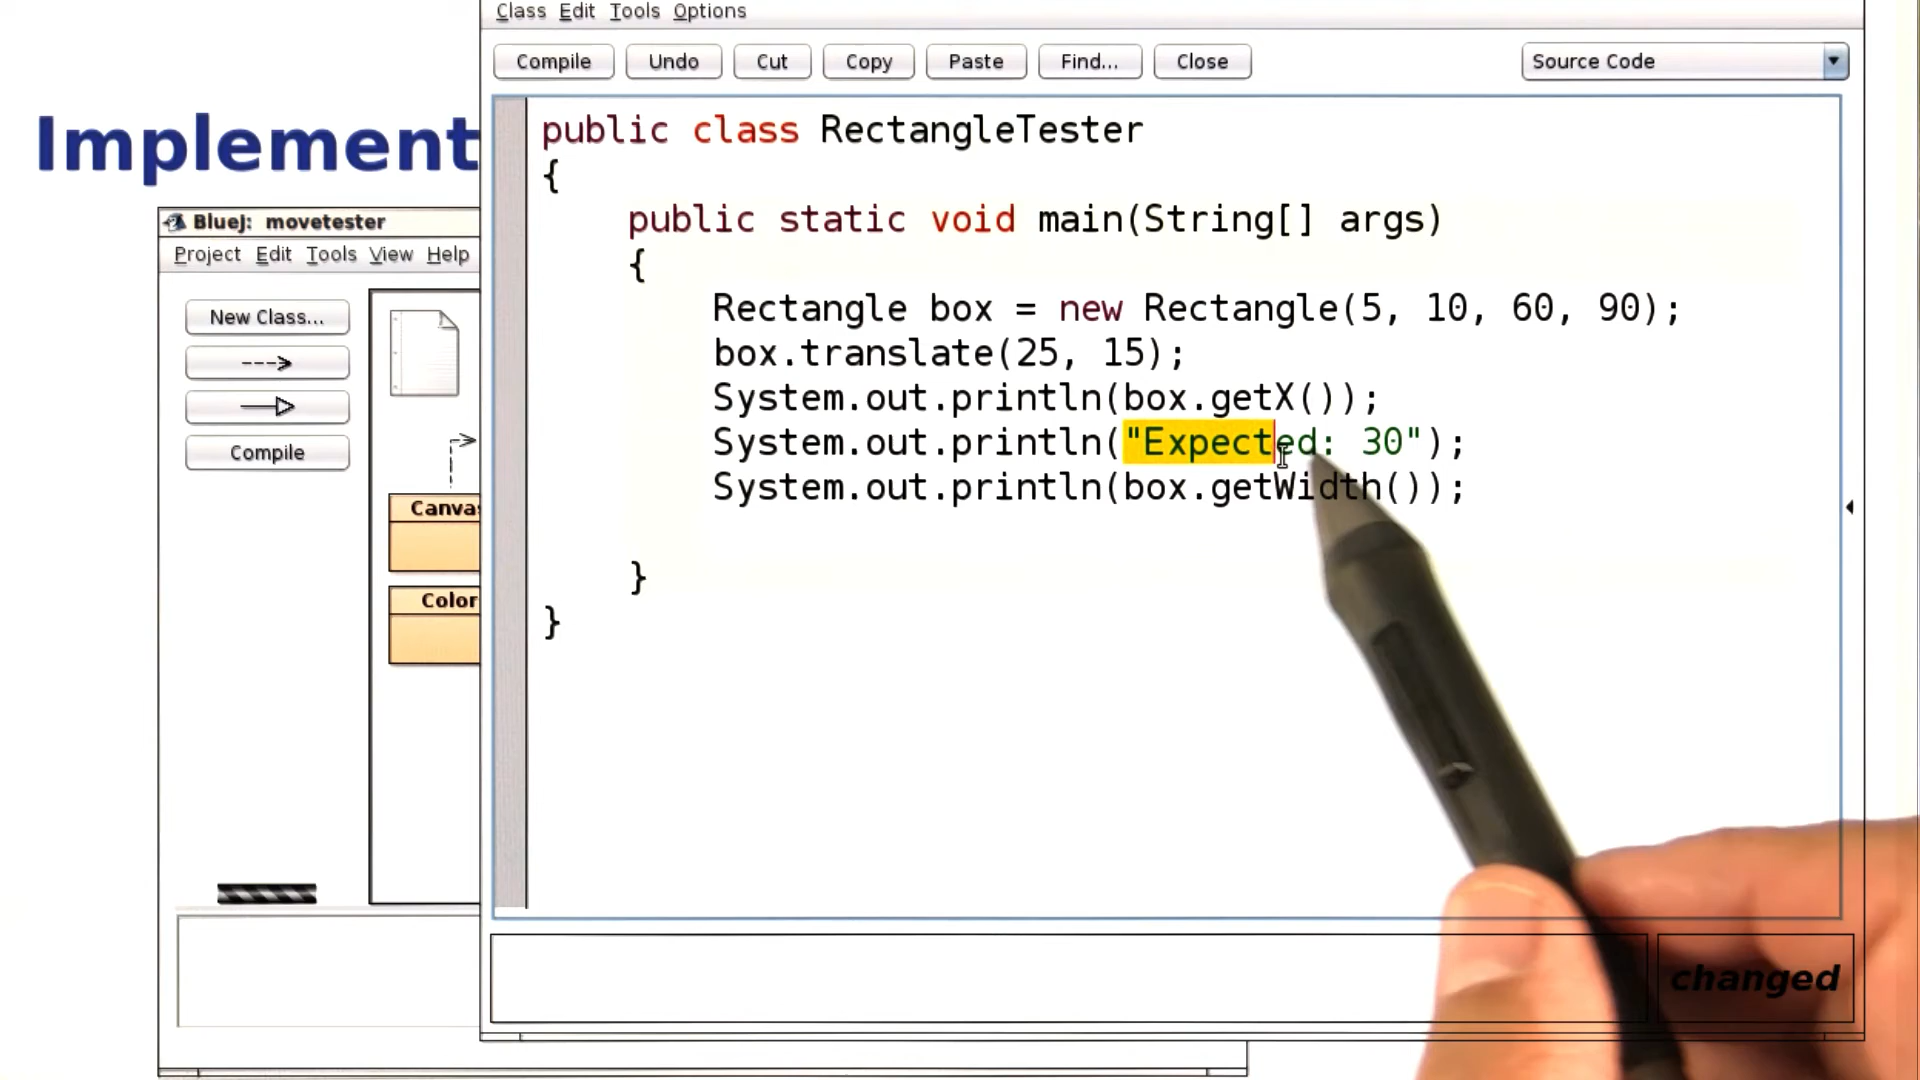 Class Edit Tools Options
Compile Undo Cut Copy Paste Find... Close Source Code
Implement
BlueJ: movetester
Project Edit Tools View Help
New Class...
Compile
Canvas
Color
public class RectangleTester
{
public static void main(String[] args)
{
Rectangle box = new Rectangle(5, 10, 60, 90);
box.translate(25, 15);
System.out.println(box.getX());
System.out.println("Expected: 30");
System.out.println(box.getWidth());
}
}
changed